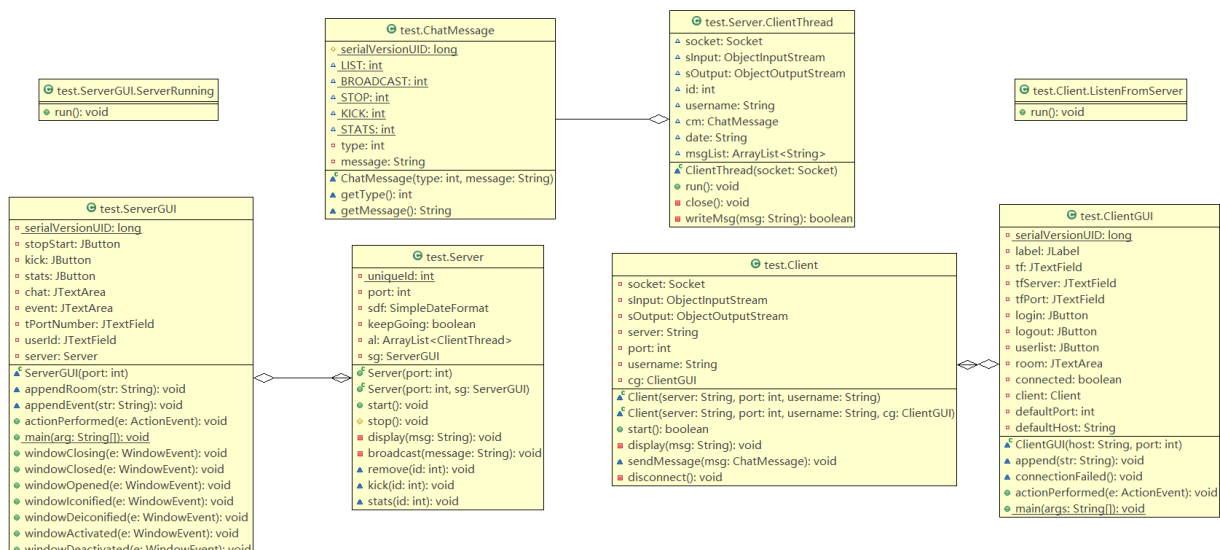 test.ChatMessage
serialVersionUID: long
LIST: int
BROADCAST: int
STOP: int
KICK: int
STATS: int
type: int
message: String
ChatMessage(type: int, message: String)
getType(): int
getMessage(): String
test.Server.ClientThread
socket: Socket
sInput: ObjectInputStream
sOutput: ObjectOutputStream
id: int
username: String
cm: ChatMessage
date: String
msgList: ArrayList<String>
ClientThread(socket: Socket)
run(): void
close(): void
writeMsg(msg: String): boolean
test.ServerGUI.ServerRunning
run(): void
test.Client.ListenFromServer
run(): void
test.ServerGUI
serialVersionUID: long
stopStart: JButton
kick: JButton
stats: JButton
chat: JTextArea
event: JTextArea
tPortNumber: JTextField
userId: JTextField
server: Server
ServerGUI(port: int)
appendRoom(str: String): void
appendEvent(str: String): void
actionPerformed(e: ActionEvent): void
main(arg: String[]): void
windowClosing(e: WindowEvent): void
windowClosed(e: WindowEvent): void
windowOpened(e: WindowEvent): void
windowIconified(e: WindowEvent): void
windowDeiconified(e: WindowEvent): void
windowActivated(e: WindowEvent): void
windowDeactivated(e: WindowEvent): void
test.Server
uniqueId: int
port: int
sdf: SimpleDateFormat
keepGoing: boolean
al: ArrayList<ClientThread>
sg: ServerGUI
Server(port: int)
Server(port: int, sg: ServerGUI)
start(): void
stop(): void
display(msg: String): void
broadcast(message: String): void
remove(id: int): void
kick(id: int): void
stats(id: int): void
test.Client
socket: Socket
sInput: ObjectInputStream
sOutput: ObjectOutputStream
server: String
port: int
username: String
cg: ClientGUI
Client(server: String, port: int, username: String)
Client(server: String, port: int, username: String, cg: ClientGUI)
start(): boolean
display(msg: String): void
sendMessage(msg: ChatMessage): void
disconnect(): void
test.ClientGUI
serialVersionUID: long
label: JLabel
tf: JTextField
tfServer: JTextField
tfPort: JTextField
login: JButton
logout: JButton
userlist: JButton
room: JTextArea
connected: boolean
client: Client
defaultPort: int
defaultHost: String
ClientGUI(host: String, port: int)
append(str: String): void
connectionFailed(): void
actionPerformed(e: ActionEvent): void
main(args: String[]): void